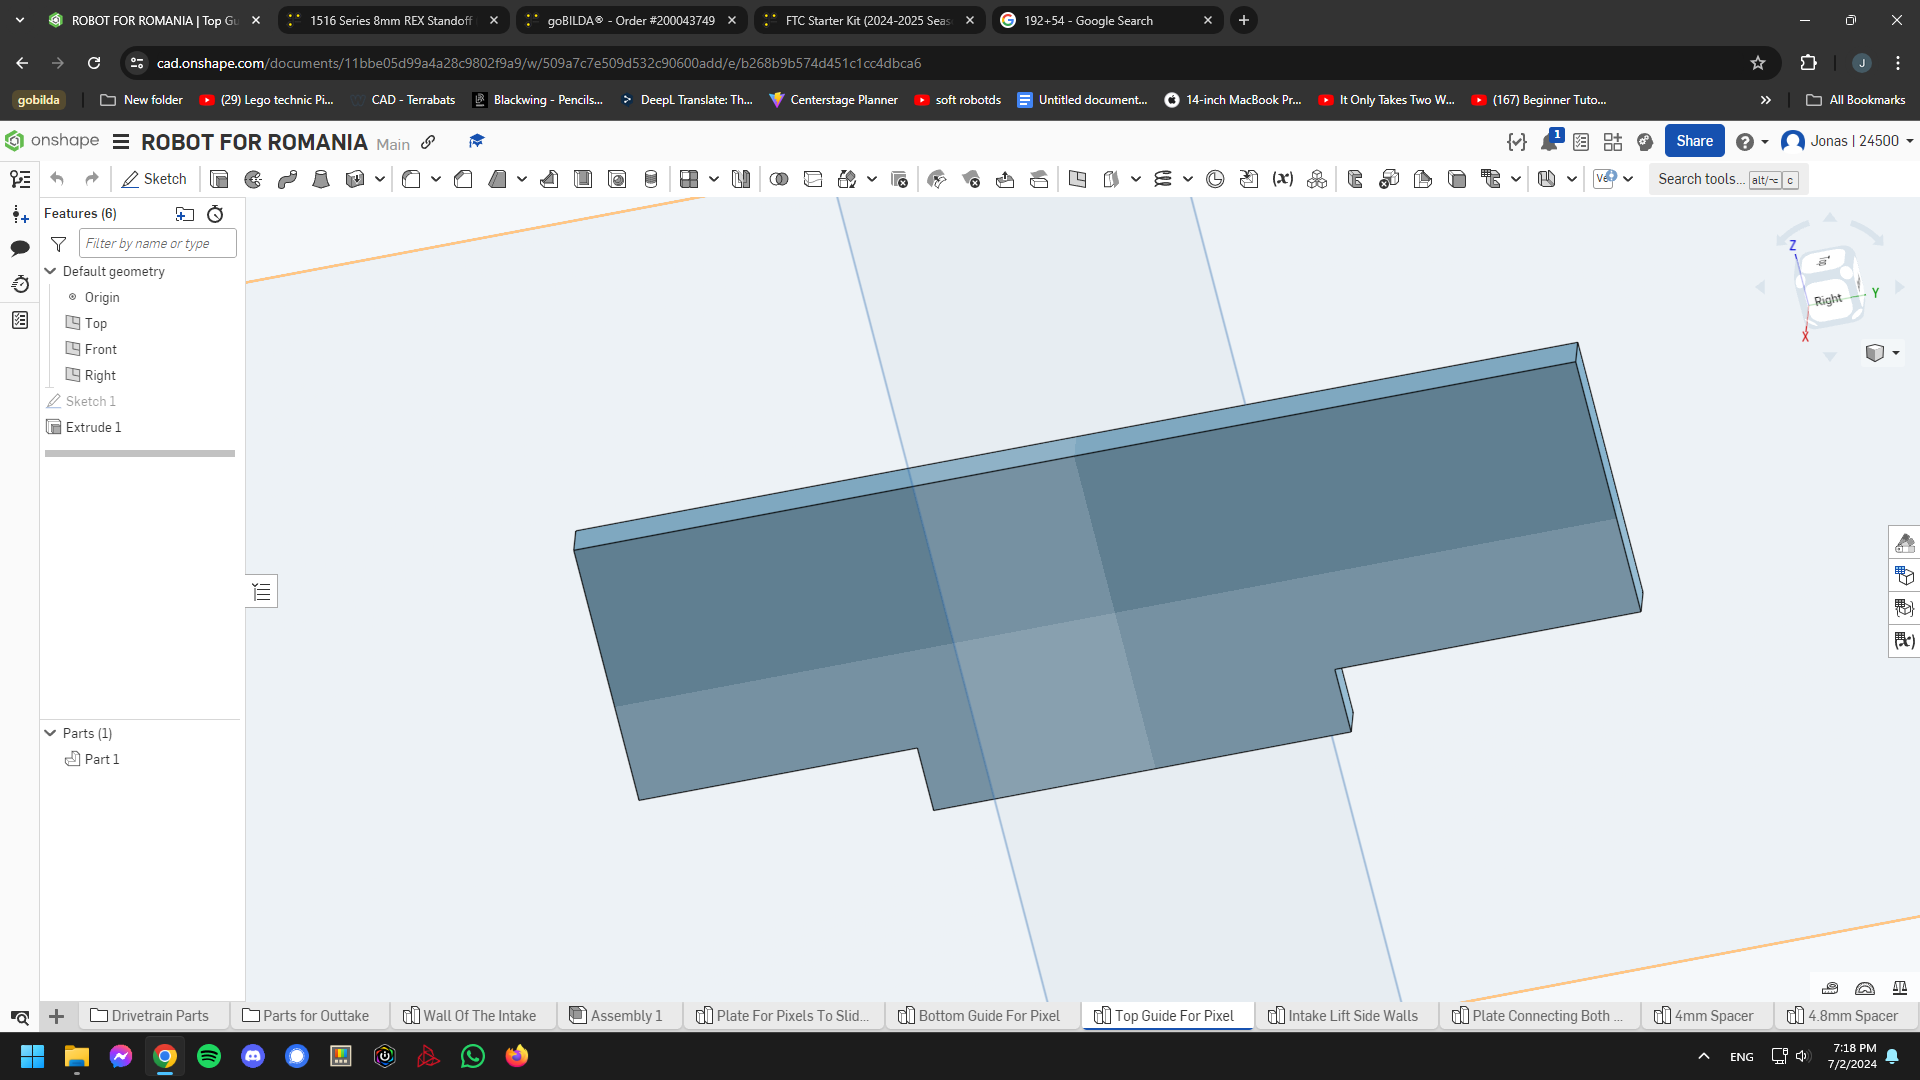 ROBOT FOR ROMANIA | Top Gu
1516 Series 8mm REX Standoff
goBILDA® - Order #200043749
FTC Starter Kit (2024-2025 Seas
192+54 - Google Search
cad.onshape.com/documents/11bbe05d99a4a28c9802f9a9/w/509a7c7e509d532c90600add/e/b268b9b574d451c1cc4dbca6
J
gobilda
New folder
(29) Lego technic Pi...
CAD - Terrabats
Blackwing - Pencils...
DeepL Translate: Th...
Centerstage Planner
soft robotds
Untitled document...
14-inch MacBook Pr...
It Only Takes Two W...
(167) Beginner Tuto...
All Bookmarks
onshape
ROBOT FOR ROMANIA Main
1
Share
Jonas | 24500
Sketch
Search tools... alt/⌥ c
Features (6)
Filter by name or type
Default geometry
Origin
Top
Front
Right
Sketch 1
Extrude 1
Z
Right
Y
X
Parts (1)
Part 1
Drivetrain Parts
Parts for Outtake
Wall Of The Intake
Assembly 1
Plate For Pixels To Slid...
Bottom Guide For Pixel
Top Guide For Pixel
Intake Lift Side Walls
Plate Connecting Both ...
4mm Spacer
4.8mm Spacer
ENG
7:18 PM
7/2/2024